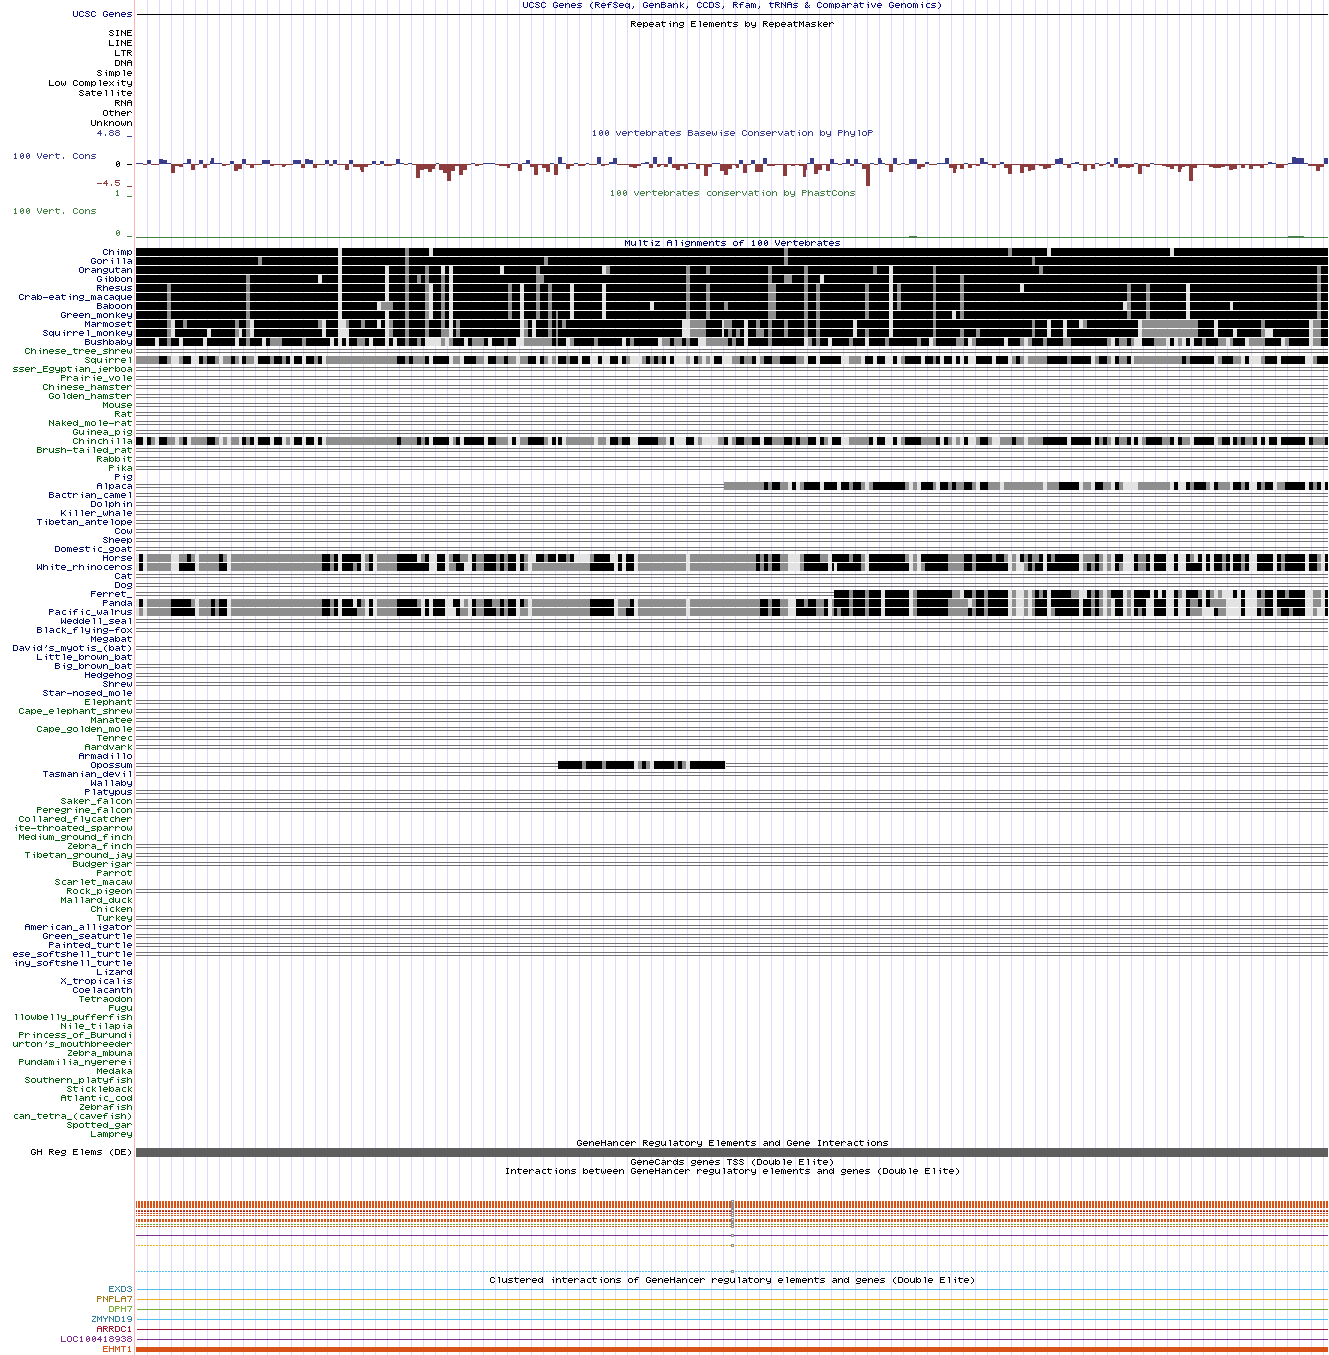 UCSC Genes (RefSeq, GenBank, CCDS, Rfam, tRNAs & Comparative Genomics)
UCSC Genes
Repeating Elements by RepeatMasker
SINE
LINE
LTR
DNA
Simple
Low Complexity
Satellite
RNA
Other
Unknown
4.88 _
100 vertebrates Basewise Conservation by PhyloP
100 Vert. Cons
0 _
-4.5 _
1 _
100 vertebrates conservation by PhastCons
100 Vert. Cons
0 _
Multiz Alignments of 100 Vertebrates
Chimp
Gorilla
Orangutan
Gibbon
Rhesus
Crab-eating_macaque
Baboon
Green_monkey
Marmoset
Squirrel_monkey
Bushbaby
Chinese_tree_shrew
Squirrel
sser_Egyptian_jerboa
Prairie_vole
Chinese_hamster
Golden_hamster
Mouse
Rat
Naked_mole-rat
Guinea_pig
Chinchilla
Brush-tailed_rat
Rabbit
Pika
Pig
Alpaca
Bactrian_camel
Dolphin
Killer_whale
Tibetan_antelope
Cow
Sheep
Domestic_goat
Horse
White_rhinoceros
Cat
Dog
Ferret_
Panda
Pacific_walrus
Weddell_seal
Black_flying-fox
Megabat
David's_myotis_(bat)
Little_brown_bat
Big_brown_bat
Hedgehog
Shrew
Star-nosed_mole
Elephant
Cape_elephant_shrew
Manatee
Cape_golden_mole
Tenrec
Aardvark
Armadillo
Opossum
Tasmanian_devil
Wallaby
Platypus
Saker_falcon
Peregrine_falcon
Collared_flycatcher
ite-throated_sparrow
Medium_ground_finch
Zebra_finch
Tibetan_ground_jay
Budgerigar
Parrot
Scarlet_macaw
Rock_pigeon
Mallard_duck
Chicken
Turkey
American_alligator
Green_seaturtle
Painted_turtle
ese_softshell_turtle
iny_softshell_turtle
Lizard
X_tropicalis
Coelacanth
Tetraodon
Fugu
llowbelly_pufferfish
Nile_tilapia
Princess_of_Burundi
urton's_mouthbreeder
Zebra_mbuna
Pundamilia_nyererei
Medaka
Southern_platyfish
Stickleback
Atlantic_cod
Zebrafish
can_tetra_(cavefish)
Spotted_gar
Lamprey
GeneHancer Regulatory Elements and Gene Interactions
GH Reg Elems (DE)
GeneCards genes TSS (Double Elite)
Interactions between GeneHancer regulatory elements and genes (Double Elite)
Clustered interactions of GeneHancer regulatory elements and genes (Double Elite)
EXD3
PNPLA7
DPH7
ZMYND19
ARRDC1
LOC100418938
EHMT1